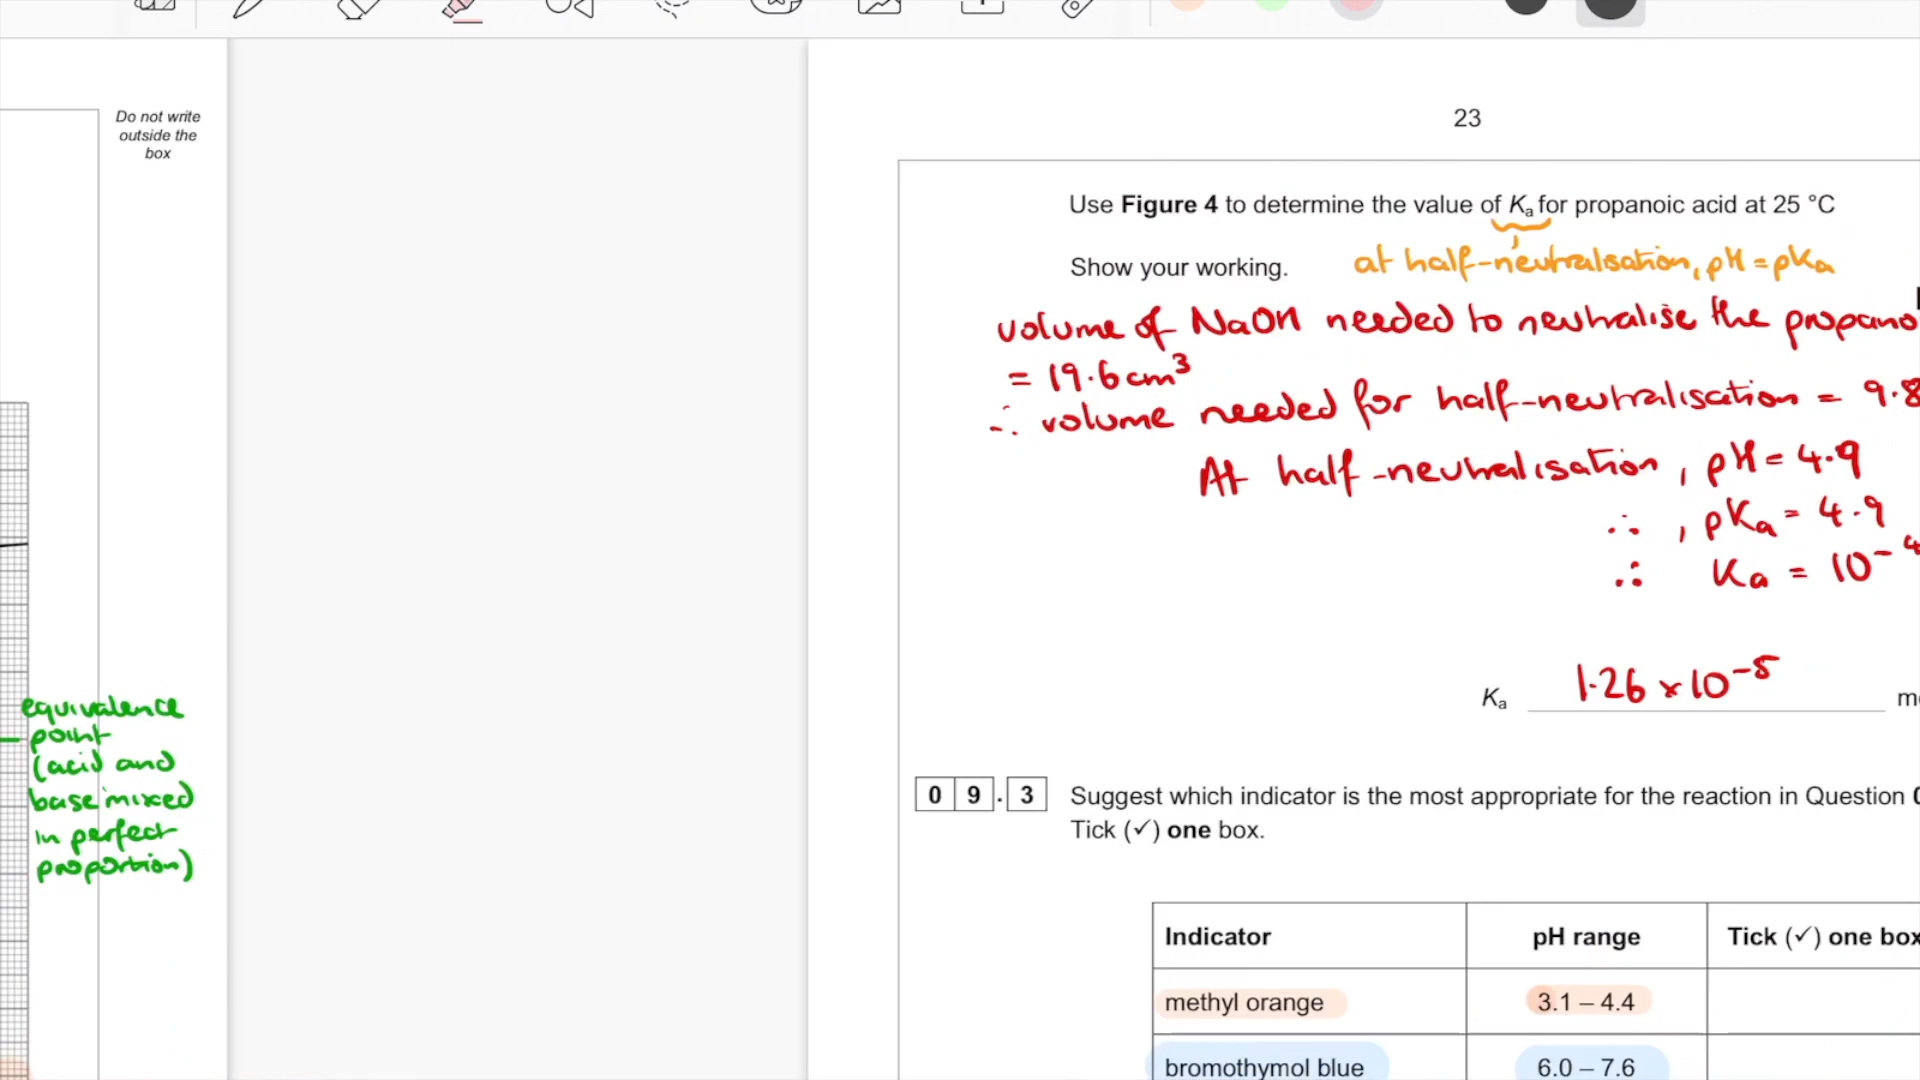 Do not write
outside the
box
equivalence
point
(acid and
base mixed
in perfect
proportion)
23
Use Figure 4 to determine the value of Ka for propanoic acid at 25 °C
Show your working.
at half-neutralisation, pH = pKa
volume of NaOH needed to neutralise the propano
= 19.6 cm³
∴ volume needed for half-neutralisation = 9.8
At half-neutralisation, pH = 4.9
∴, pKa = 4.9
∴ Ka = 10⁻⁴
Ka 1.26 × 10⁻⁵
09.3 Suggest which indicator is the most appropriate for the reaction in Question
Tick (✓) one box.
Indicator pH range Tick (✓) one box
methyl orange 3.1 – 4.4
bromothymol blue 6.0 – 7.6